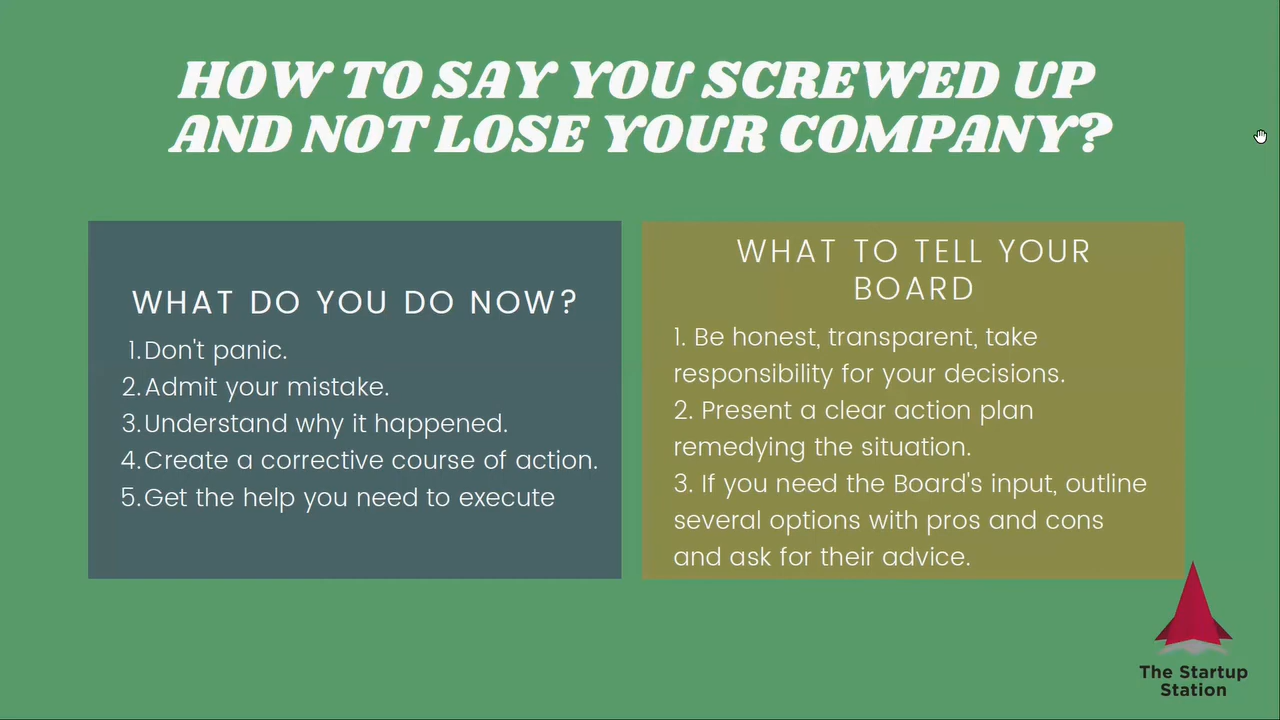 HOW TO SAY YOU SCREWED UP
AND NOT LOSE YOUR COMPANY?
WHAT DO YOU DO NOW?
1.Don't panic.
2.Admit your mistake.
3.Understand why it happened.
4.Create a corrective course of action.
5.Get the help you need to execute
WHAT TO TELL YOUR
BOARD
1. Be honest, transparent, take
responsibility for your decisions.
2. Present a clear action plan
remedying the situation.
3. If you need the Board's input, outline
several options with pros and cons
and ask for their advice.
The Startup
Station